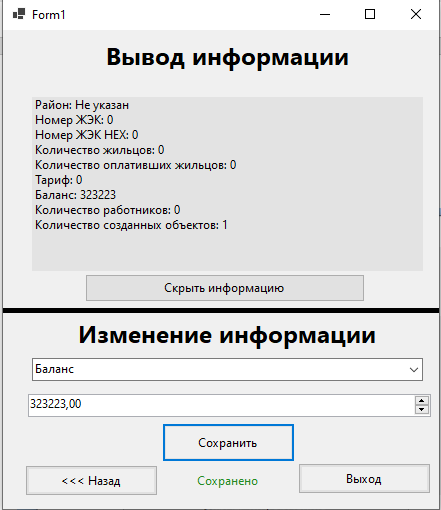 Form1
Вывод информации
Район: Не указан
Номер ЖЭК: 0
Номер ЖЭК HEX: 0
Количество жильцов: 0
Количество оплативших жильцов: 0
Тариф: 0
Баланс: 323223
Количество работников: 0
Количество созданных объектов: 1
Скрыть информацию
Изменение информации
Баланс
323223,00
Сохранить
<<< Назад Сохранено Выход